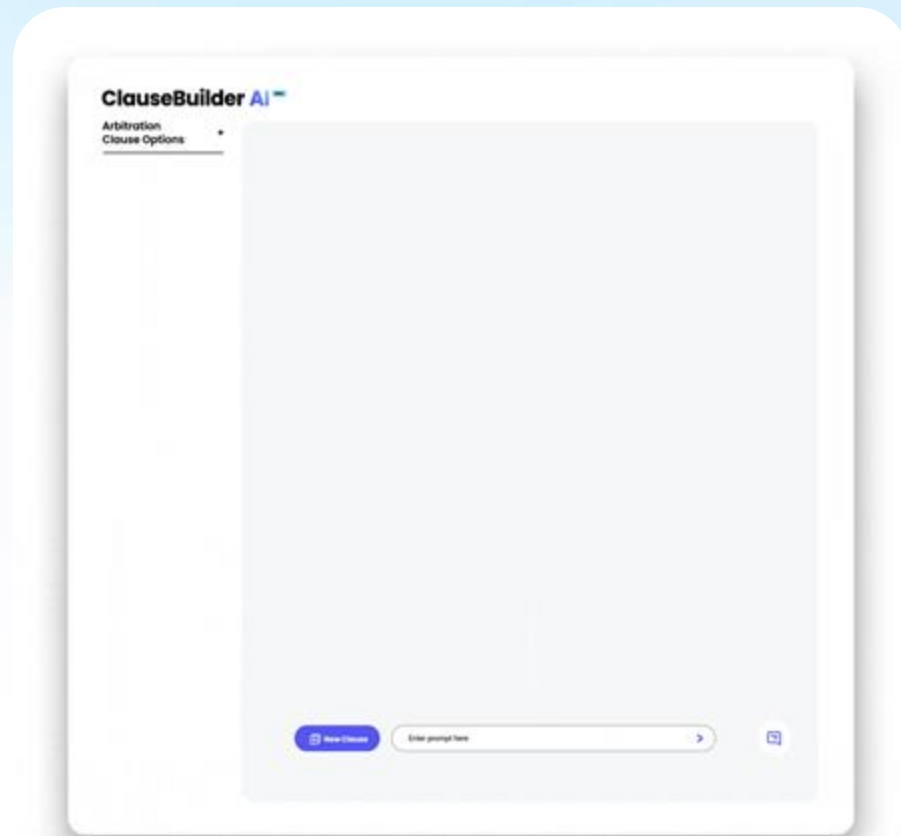 ClauseBuilder AI
Arbitration
Clause Options
New Clause
Enter prompt here